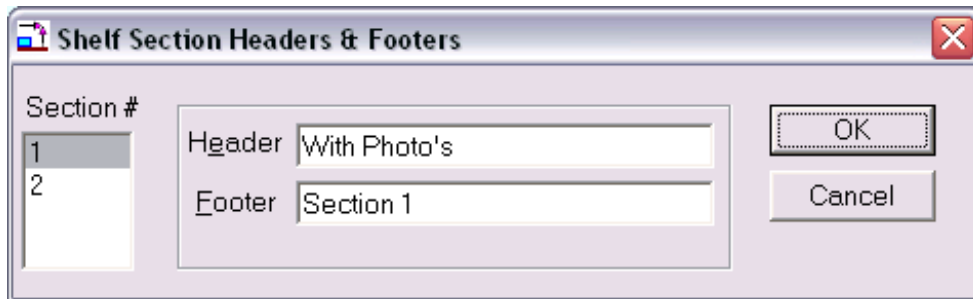 Shelf Section Headers & Footers
Section #
1
2
Header With Photo's
Footer Section 1
OK
Cancel